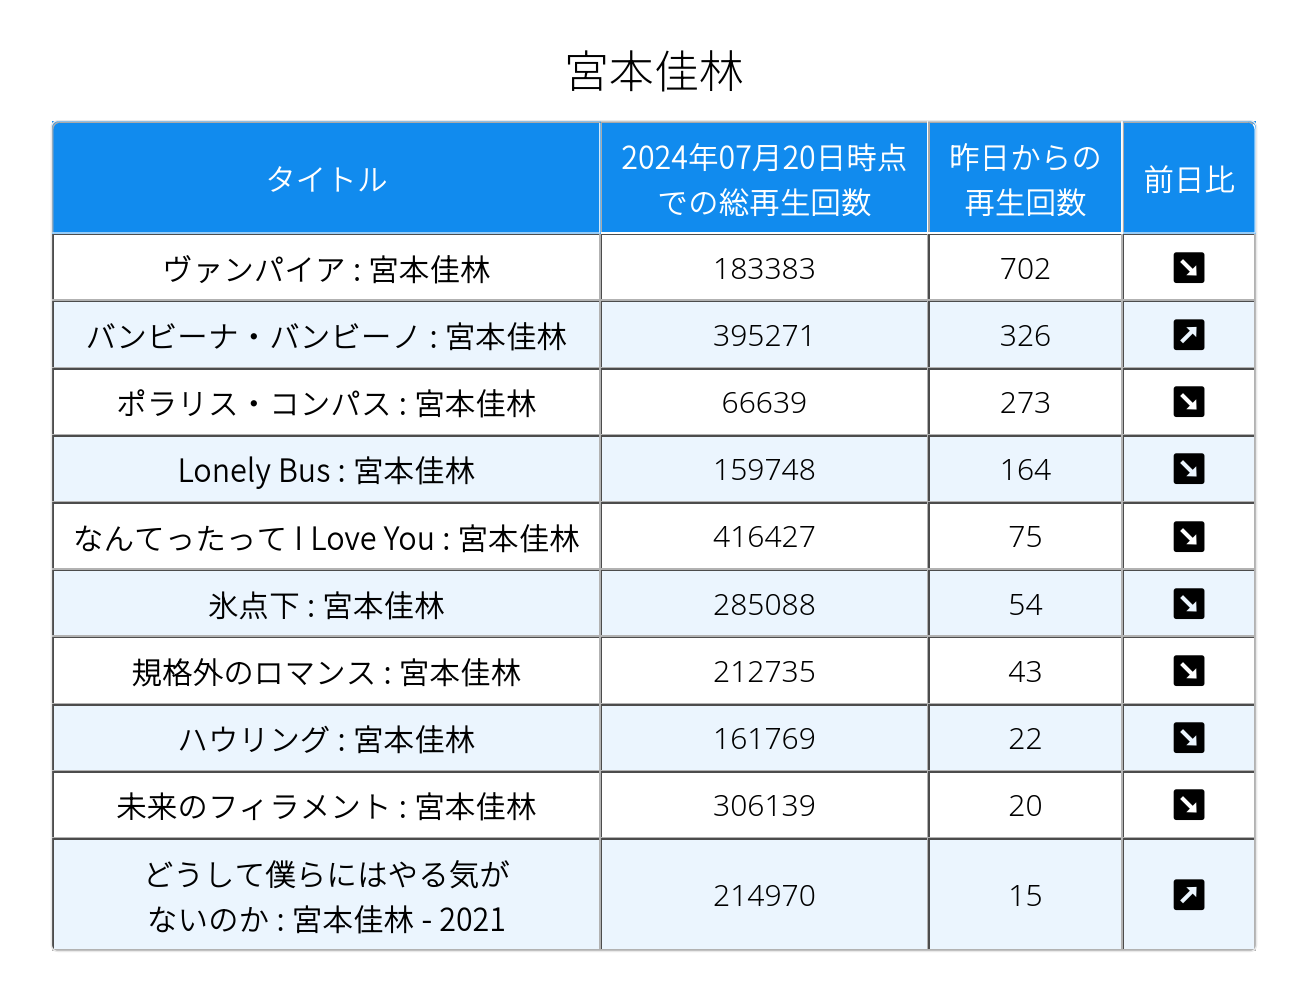 宮本佳林
タイトル
2024年07月20日時点
での総再生回数
昨日からの
再生回数
前日比
ヴァンパイア : 宮本佳林
183383
702
バンビーナ・バンビーノ : 宮本佳林
395271
326
ポラリス・コンパス : 宮本佳林
66639
273
Lonely Bus : 宮本佳林
159748
164
なんてったって I Love You : 宮本佳林
416427
75
氷点下 : 宮本佳林
285088
54
規格外のロマンス : 宮本佳林
212735
43
ハウリング : 宮本佳林
161769
22
未来のフィラメント : 宮本佳林
306139
20
どうして僕らにはやる気が
ないのか : 宮本佳林 - 2021
214970
15